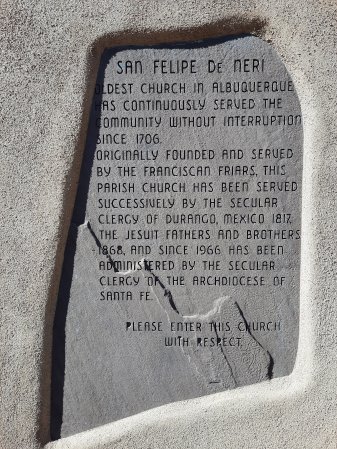 SAN FELIPE De NERI
OLDEST CHURCH IN ALBUQUERQUE
HAS CONTINUOUSLY SERVED THE
COMMUNITY WITHOUT INTERRUPTION
SINCE 1706.
ORIGINALLY FOUNDED AND SERVED
BY THE FRANCISCAN FRIARS, THIS
PARISH CHURCH HAS BEEN SERVED
SUCCESSIVELY BY THE SECULAR
CLERGY OF DURANGO, MEXICO 1817,
THE JESUIT FATHERS AND BROTHERS
1868, AND SINCE 1966 HAS BEEN
ADMINISTERED BY THE SECULAR
CLERGY OF THE ARCHDIOCESE OF
SANTA FE.
PLEASE ENTER THIS CHURCH
WITH RESPECT.